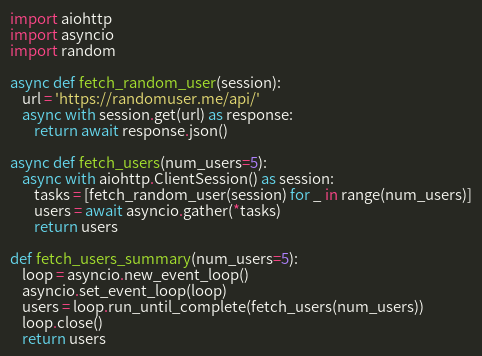 import aiohttp
import asyncio
import random

async def fetch_random_user(session):
    url = 'https://randomuser.me/api/'
    async with session.get(url) as response:
        return await response.json()

async def fetch_users(num_users=5):
    async with aiohttp.ClientSession() as session:
        tasks = [fetch_random_user(session) for _ in range(num_users)]
        users = await asyncio.gather(*tasks)
        return users

def fetch_users_summary(num_users=5):
    loop = asyncio.new_event_loop()
    asyncio.set_event_loop(loop)
    users = loop.run_until_complete(fetch_users(num_users))
    loop.close()
    return users